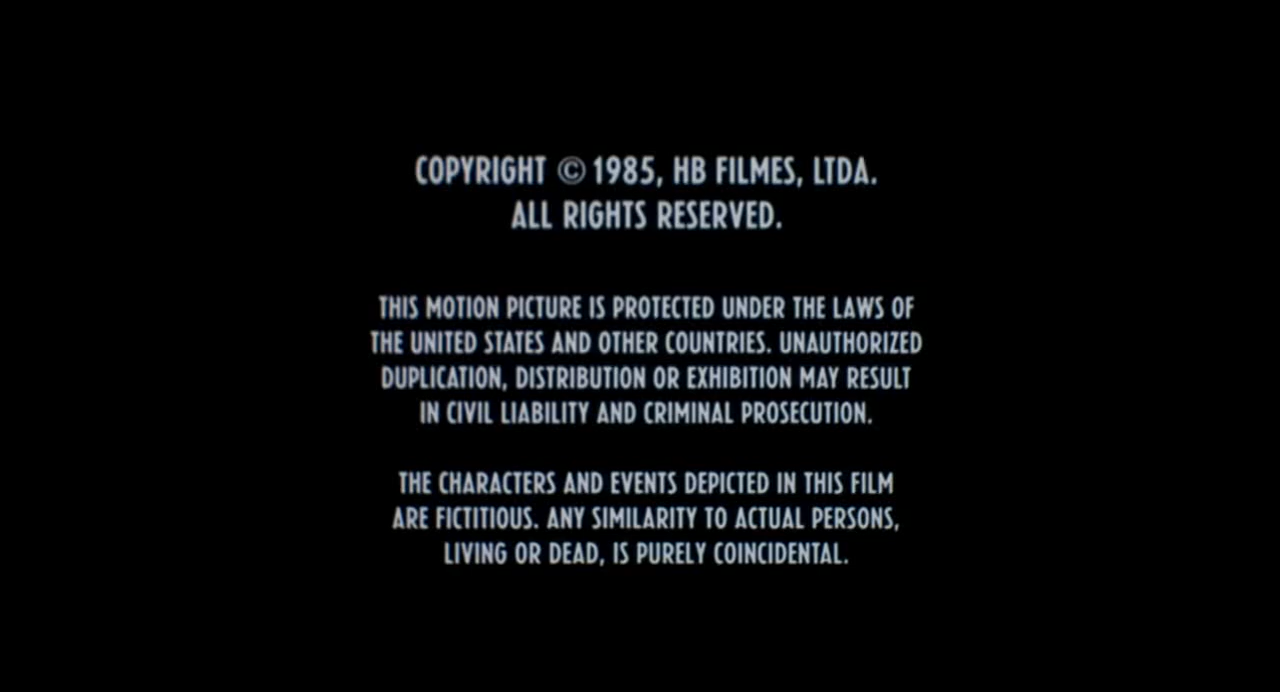 COPYRIGHT © 1985, HB FILMES, LTDA.
ALL RIGHTS RESERVED.
THIS MOTION PICTURE IS PROTECTED UNDER THE LAWS OF
THE UNITED STATES AND OTHER COUNTRIES. UNAUTHORIZED
DUPLICATION, DISTRIBUTION OR EXHIBITION MAY RESULT
IN CIVIL LIABILITY AND CRIMINAL PROSECUTION.
THE CHARACTERS AND EVENTS DEPICTED IN THIS FILM
ARE FICTITIOUS. ANY SIMILARITY TO ACTUAL PERSONS,
LIVING OR DEAD, IS PURELY COINCIDENTAL.